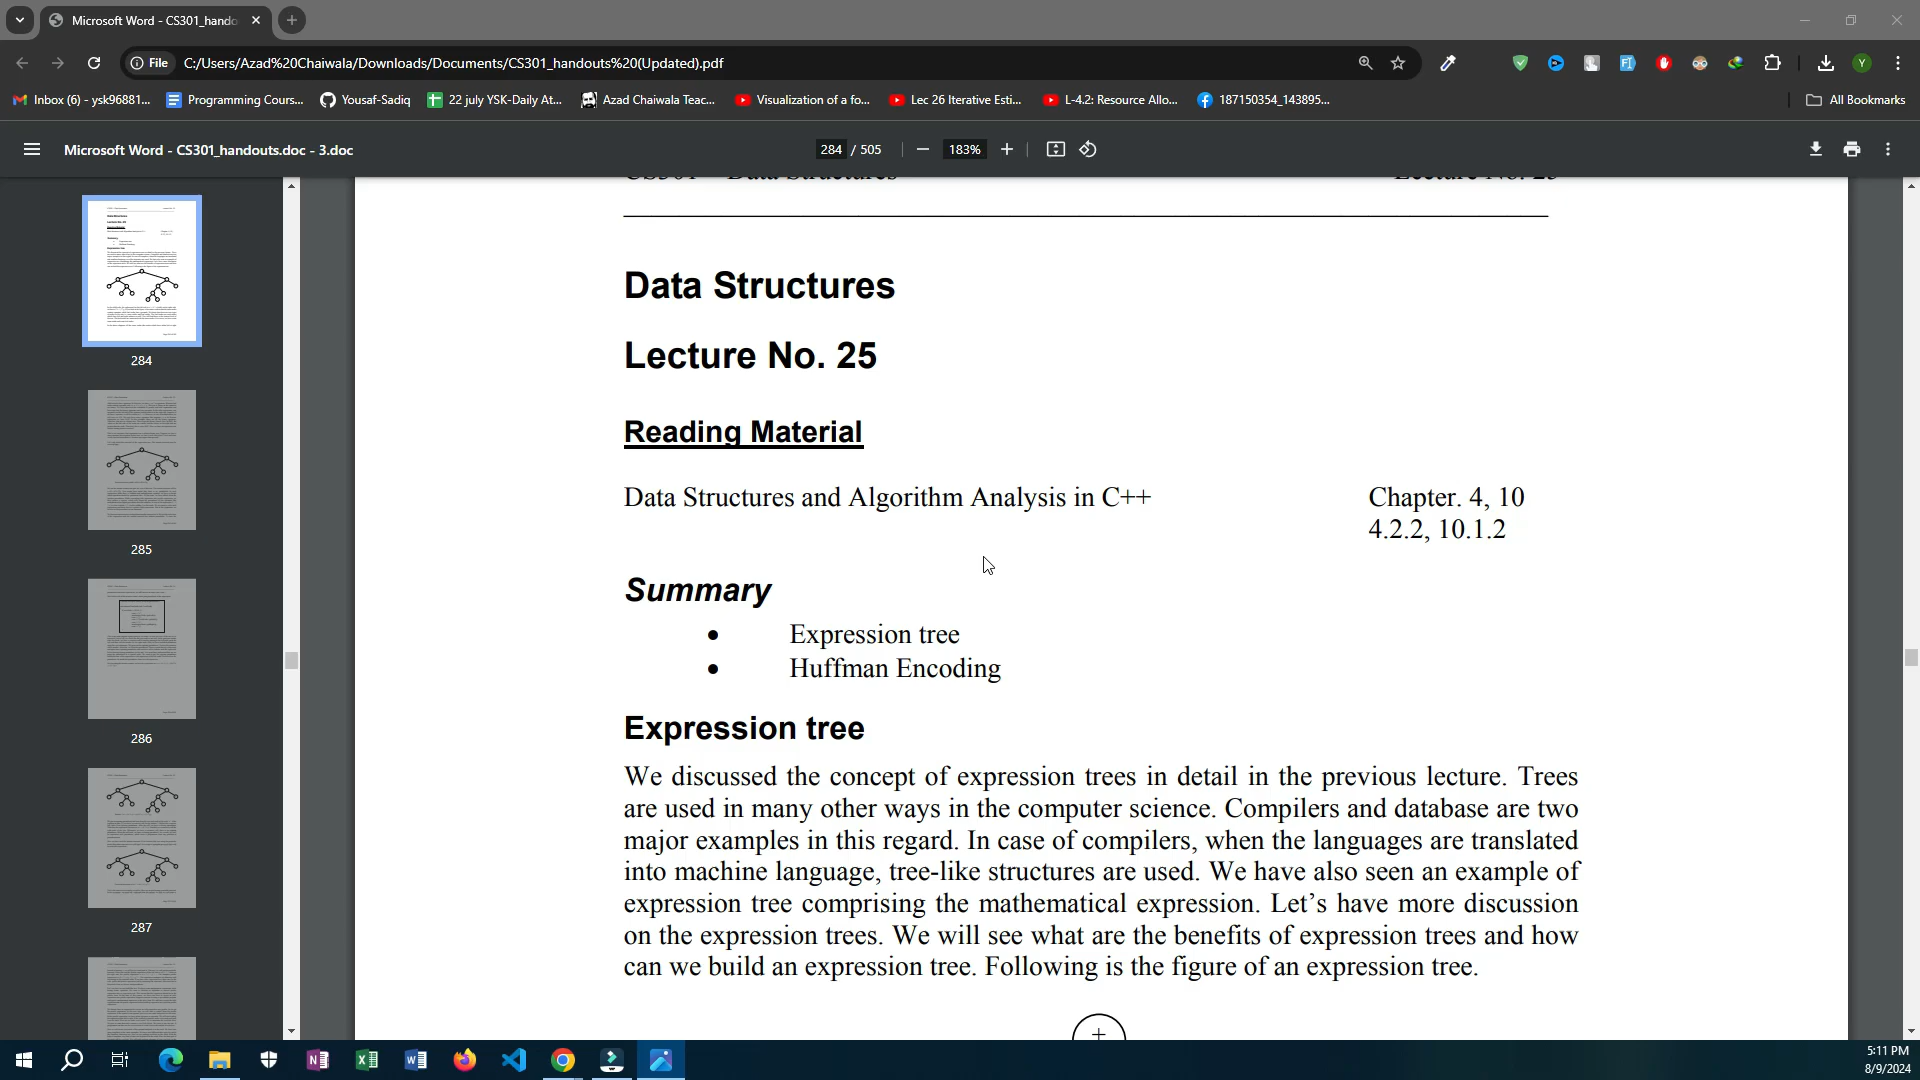 Microsoft Word - CS301_hando
File C:/Users/Azad%20Chaiwala/Downloads/Documents/CS301_handouts%20(Updated).pdf
Y
Inbox (6) - ysk96881... Programming Cours... Yousaf-Sadiq 22 july YSK-Daily At... Azad Chaiwala Teac... Visualization of a fo... Lec 26 Iterative Esti... L-4.2: Resource Allo... 187150354_143895... All Bookmarks
Microsoft Word - CS301_handouts.doc - 3.doc 284 / 505 183%
Data Structures
Lecture No. 25
Reading Material
Data Structures and Algorithm Analysis in C++ Chapter. 4, 10
4.2.2, 10.1.2
Summary
• Expression tree
• Huffman Encoding
Expression tree
We discussed the concept of expression trees in detail in the previous lecture. Trees
are used in many other ways in the computer science. Compilers and database are two
major examples in this regard. In case of compilers, when the languages are translated
into machine language, tree-like structures are used. We have also seen an example of
expression tree comprising the mathematical expression. Let’s have more discussion
on the expression trees. We will see what are the benefits of expression trees and how
can we build an expression tree. Following is the figure of an expression tree.
+
284
285
286
287
5:11 PM
8/9/2024